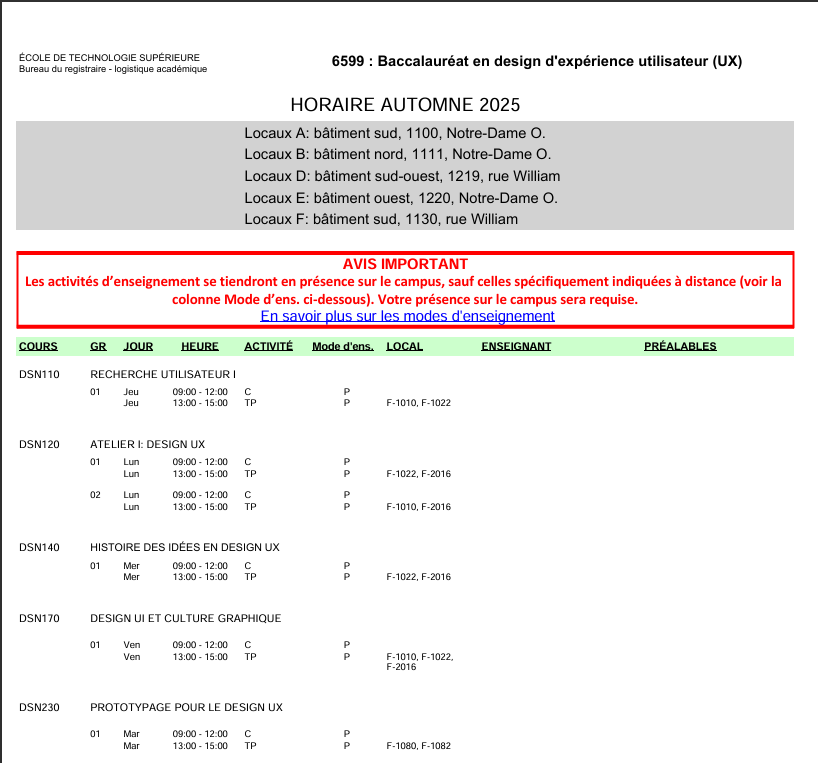 ÉCOLE DE TECHNOLOGIE SUPÉRIEURE
Bureau du registraire - logistique académique
6599 : Baccalauréat en design d'expérience utilisateur (UX)
HORAIRE AUTOMNE 2025
Locaux A: bâtiment sud, 1100, Notre-Dame O.
Locaux B: bâtiment nord, 1111, Notre-Dame O.
Locaux D: bâtiment sud-ouest, 1219, rue William
Locaux E: bâtiment ouest, 1220, Notre-Dame O.
Locaux F: bâtiment sud, 1130, rue William
AVIS IMPORTANT
Les activités d’enseignement se tiendront en présence sur le campus, sauf celles spécifiquement indiquées à distance (voir la
colonne Mode d’ens. ci-dessous). Votre présence sur le campus sera requise.
En savoir plus sur les modes d'enseignement
COURS GR JOUR HEURE ACTIVITÉ Mode d'ens. LOCAL ENSEIGNANT PRÉALABLES
DSN110 RECHERCHE UTILISATEUR I
01 Jeu 09:00 - 12:00 C P
Jeu 13:00 - 15:00 TP P F-1010, F-1022
DSN120 ATELIER I: DESIGN UX
01 Lun 09:00 - 12:00 C P
Lun 13:00 - 15:00 TP P F-1022, F-2016
02 Lun 09:00 - 12:00 C P
Lun 13:00 - 15:00 TP P F-1010, F-2016
DSN140 HISTOIRE DES IDÉES EN DESIGN UX
01 Mer 09:00 - 12:00 C P
Mer 13:00 - 15:00 TP P F-1022, F-2016
DSN170 DESIGN UI ET CULTURE GRAPHIQUE
01 Ven 09:00 - 12:00 C P
Ven 13:00 - 15:00 TP P F-1010, F-1022,
F-2016
DSN230 PROTOTYPAGE POUR LE DESIGN UX
01 Mar 09:00 - 12:00 C P
Mar 13:00 - 15:00 TP P F-1080, F-1082